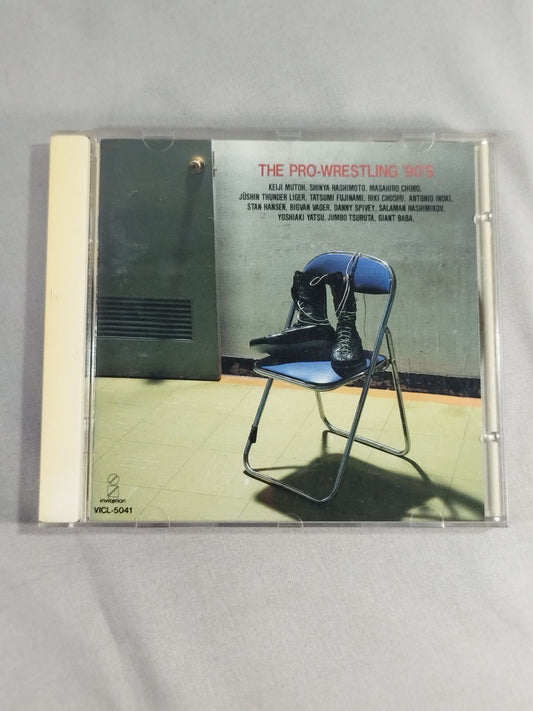 THE PRO-WRESTLING '90'S
KEIJI MUTOH, SHINYA HASHIMOTO, MASAHIRO CHONO,
JÜSHIN THUNDER LIGER, TATSUMI FUJINAMI, RIKI CHOSHU, ANTONIO INOKI,
STAN HANSEN, BIGVAN VADER, DANNY SPIVEY, SALAMAN HASHIMIKOV,
YOSHIAKI YATSU, JUMBO TSURUTA, GIANT BABA.
invitation
VICL-5041